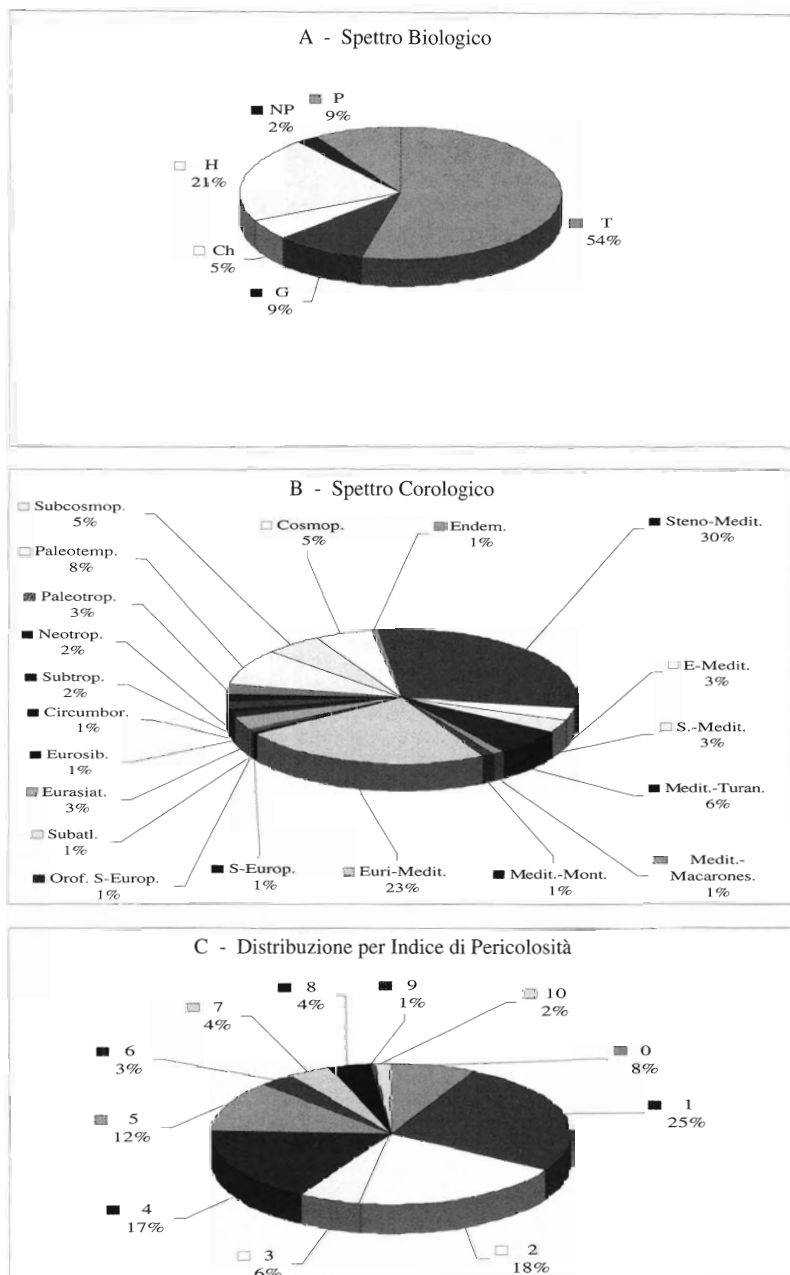 A - Spettro Biologico
NP
2%
P
9%
H
21%
T
54%
Ch
5%
G
9%
B - Spettro Corologico
Subcosmop.
5%
Cosmop.
5%
Endem.
1%
Steno-Medit.
30%
Paleotemp.
8%
Paleotrop.
3%
Neotrop.
2%
Subtrop.
2%
Circumbor.
1%
Eurosib.
1%
Eurasiat.
3%
Subatl.
1%
Orof. S-Europ.
1%
S-Europ.
1%
Euri-Medit.
23%
Medit.-Mont.
1%
Medit.-
Macarones.
1%
Medit.-Turan.
6%
S.-Medit.
3%
E-Medit.
3%
C - Distribuzione per Indice di Pericolosità
8
4%
9
1%
10
2%
7
4%
6
3%
0
8%
5
12%
1
25%
4
17%
3
6%
2
18%